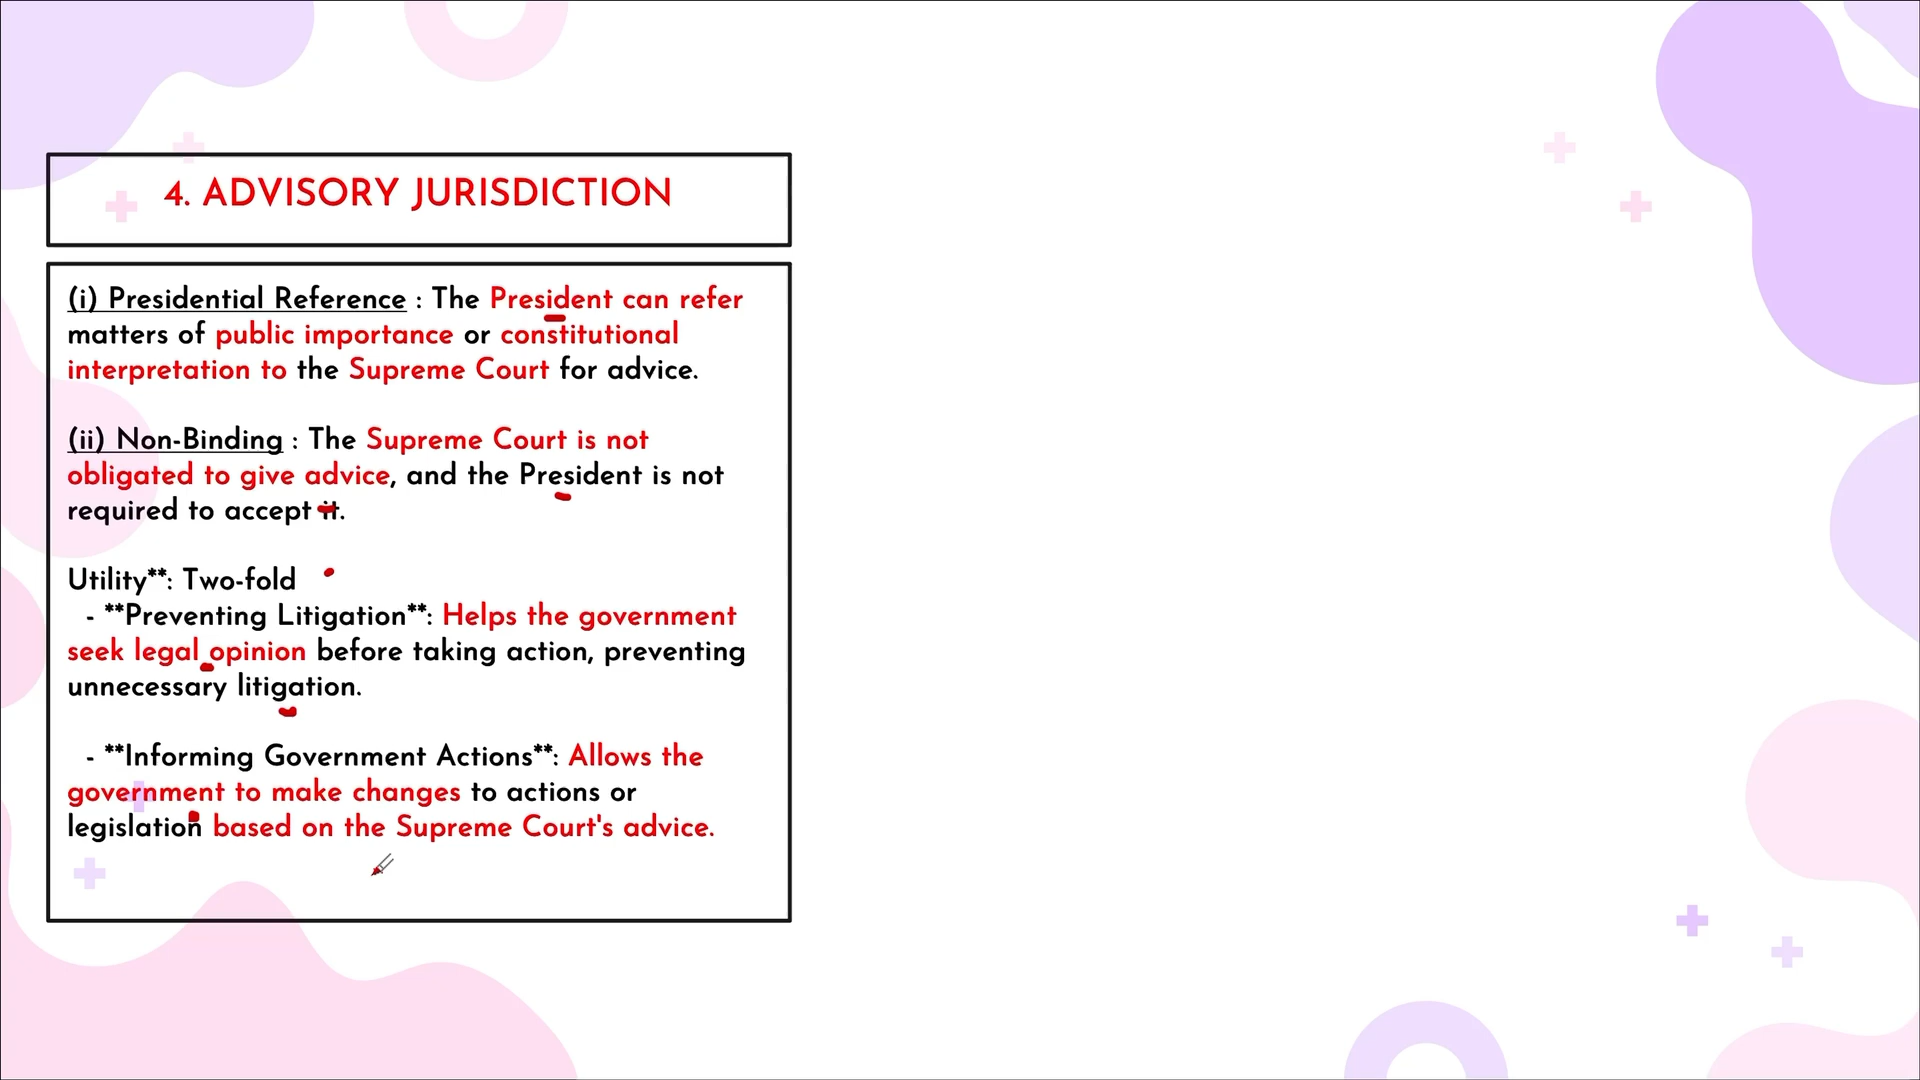 4. ADVISORY JURISDICTION
(i) Presidential Reference : The President can refer
matters of public importance or constitutional
interpretation to the Supreme Court for advice.
(ii) Non-Binding : The Supreme Court is not
obligated to give advice, and the President is not
required to accept it.
Utility**: Two-fold
- **Preventing Litigation**: Helps the government
seek legal opinion before taking action, preventing
unnecessary litigation.
- **Informing Government Actions**: Allows the
government to make changes to actions or
legislation based on the Supreme Court's advice.